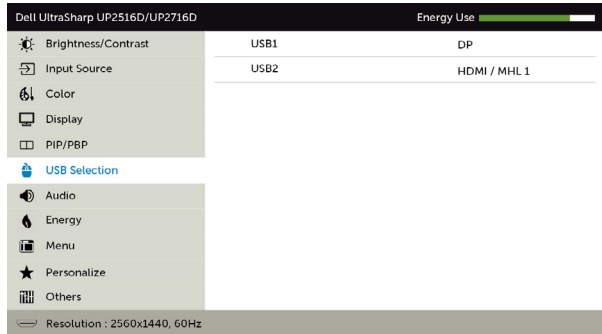 Dell UltraSharp UP2516D/UP2716D Energy Use
Brightness/Contrast USB1 DP
Input Source USB2 HDMI / MHL 1
Color
Display
PIP/PBP
USB Selection
Audio
Energy
Menu
Personalize
Others
Resolution : 2560x1440, 60Hz